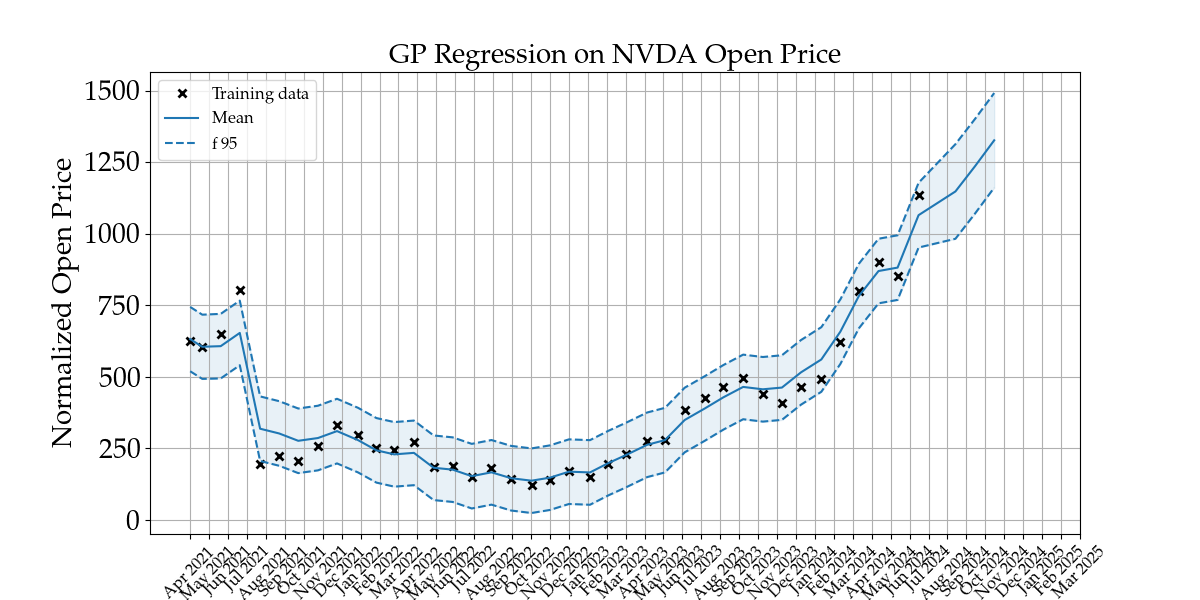 GP Regression on NVDA Open Price
Normalized Open Price
1500
1250
1000
750
500
250
0
Training data
Mean
f 95
Apr 2021
May 2021
Jun 2021
Jul 2021
Aug 2021
Sep 2021
Oct 2021
Nov 2021
Dec 2021
Jan 2022
Feb 2022
Mar 2022
Apr 2022
May 2022
Jun 2022
Jul 2022
Aug 2022
Sep 2022
Oct 2022
Nov 2022
Dec 2022
Jan 2023
Feb 2023
Mar 2023
Apr 2023
May 2023
Jun 2023
Jul 2023
Aug 2023
Sep 2023
Oct 2023
Nov 2023
Dec 2023
Jan 2024
Feb 2024
Mar 2024
Apr 2024
May 2024
Jun 2024
Jul 2024
Aug 2024
Sep 2024
Oct 2024
Nov 2024
Dec 2024
Jan 2025
Feb 2025
Mar 2025